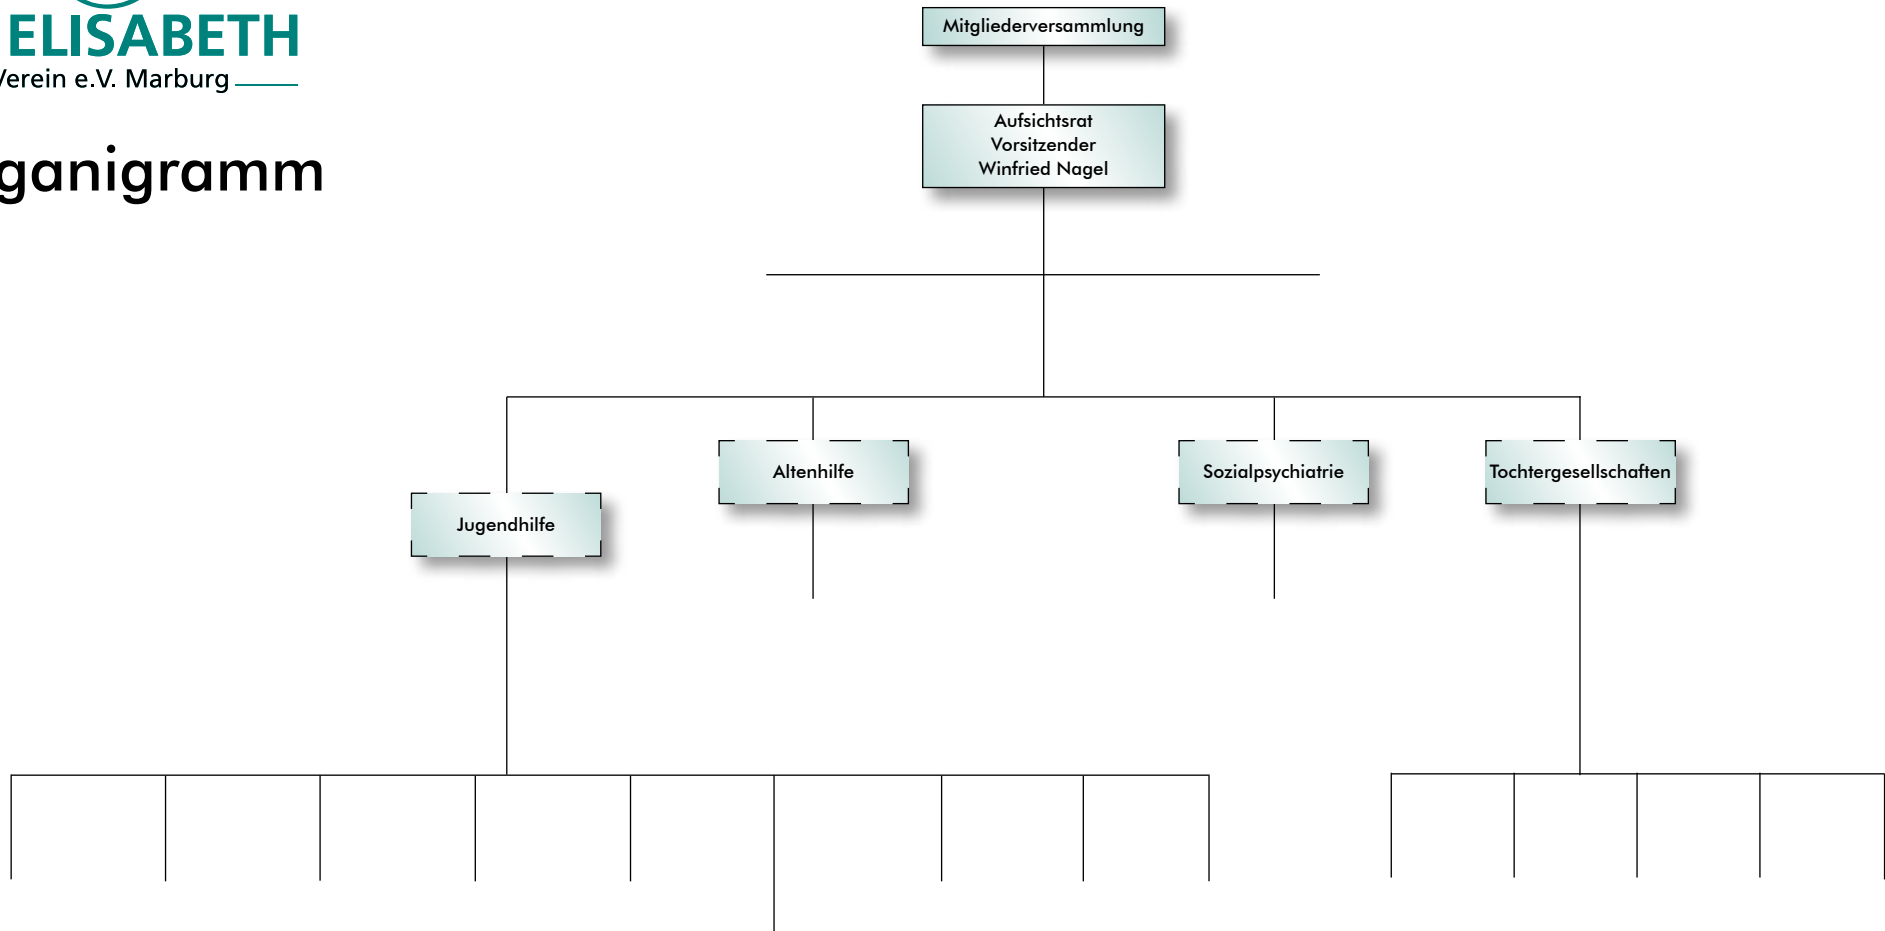 ELISABETH
Verein e.V. Marburg
ganigramm
Mitgliederversammlung
Aufsichtsrat
Vorsitzender
Winfried Nagel
Jugendhilfe
Altenhilfe
Sozialpsychiatrie
Tochtergesellschaften